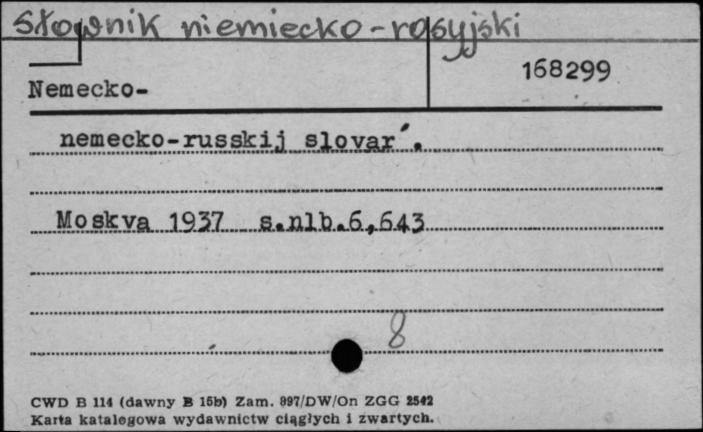 Słownik niemiecko-rosyjski
168299
Nemecko-
nemecko-russkij slovaŕ.
Moskva 1937 s.nlb.6,643
8
CWD B 114 (dawny B 15b) Zam. 897/DW/On ZGG 2542
Karta katalogowa wydawnictw ciągłych i zwartych.